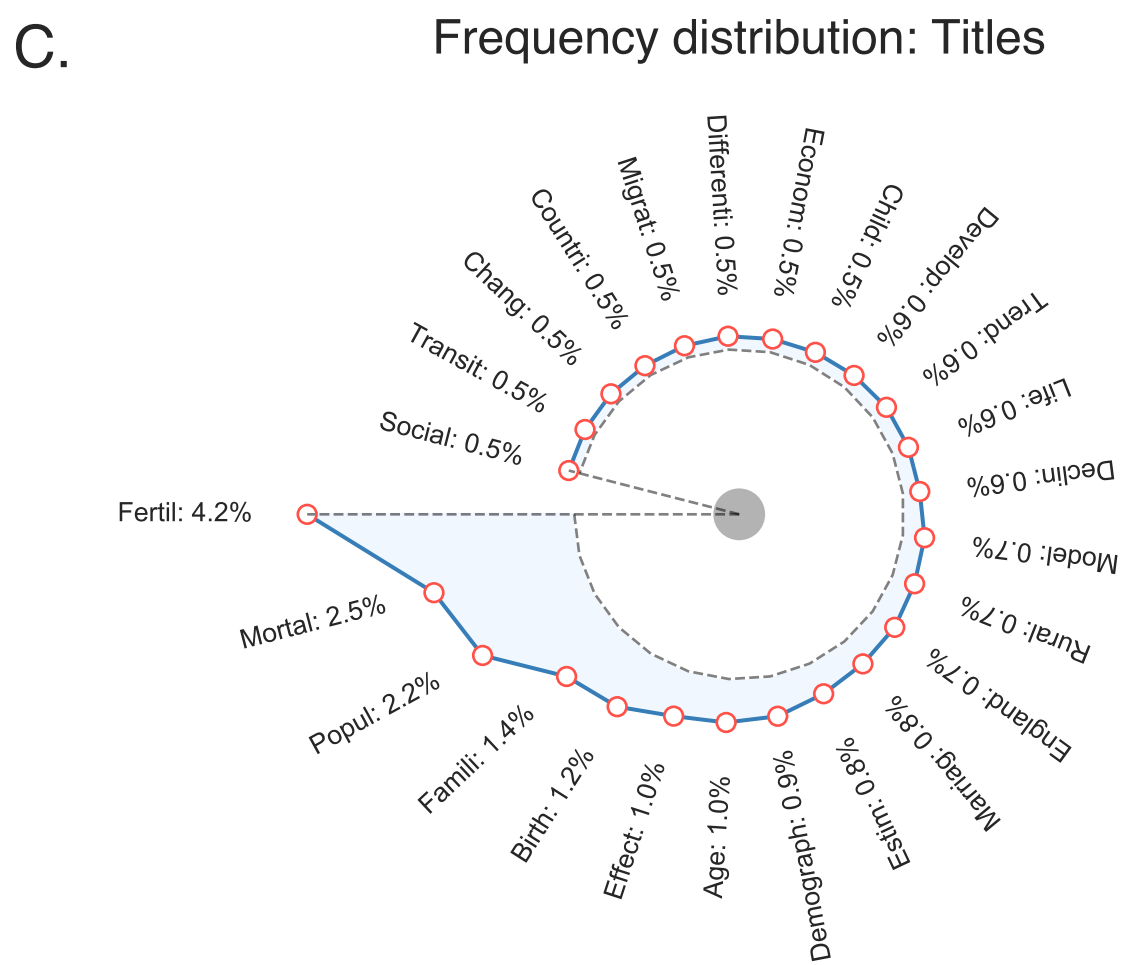 C.
Frequency distribution: Titles
Fertil: 4.2%
Mortal: 2.5%
Popul: 2.2%
Famili: 1.4%
Birth: 1.2%
Effect: 1.0%
Age: 1.0%
Demograph: 0.9%
Estim: 0.8%
Marriag: 0.8%
England: 0.7%
Rural: 0.7%
Model: 0.7%
Declin: 0.6%
Life: 0.6%
Trend: 0.6%
Develop: 0.6%
Child: 0.5%
Econom: 0.5%
Differenti: 0.5%
Migrat: 0.5%
Countri: 0.5%
Chang: 0.5%
Transit: 0.5%
Social: 0.5%